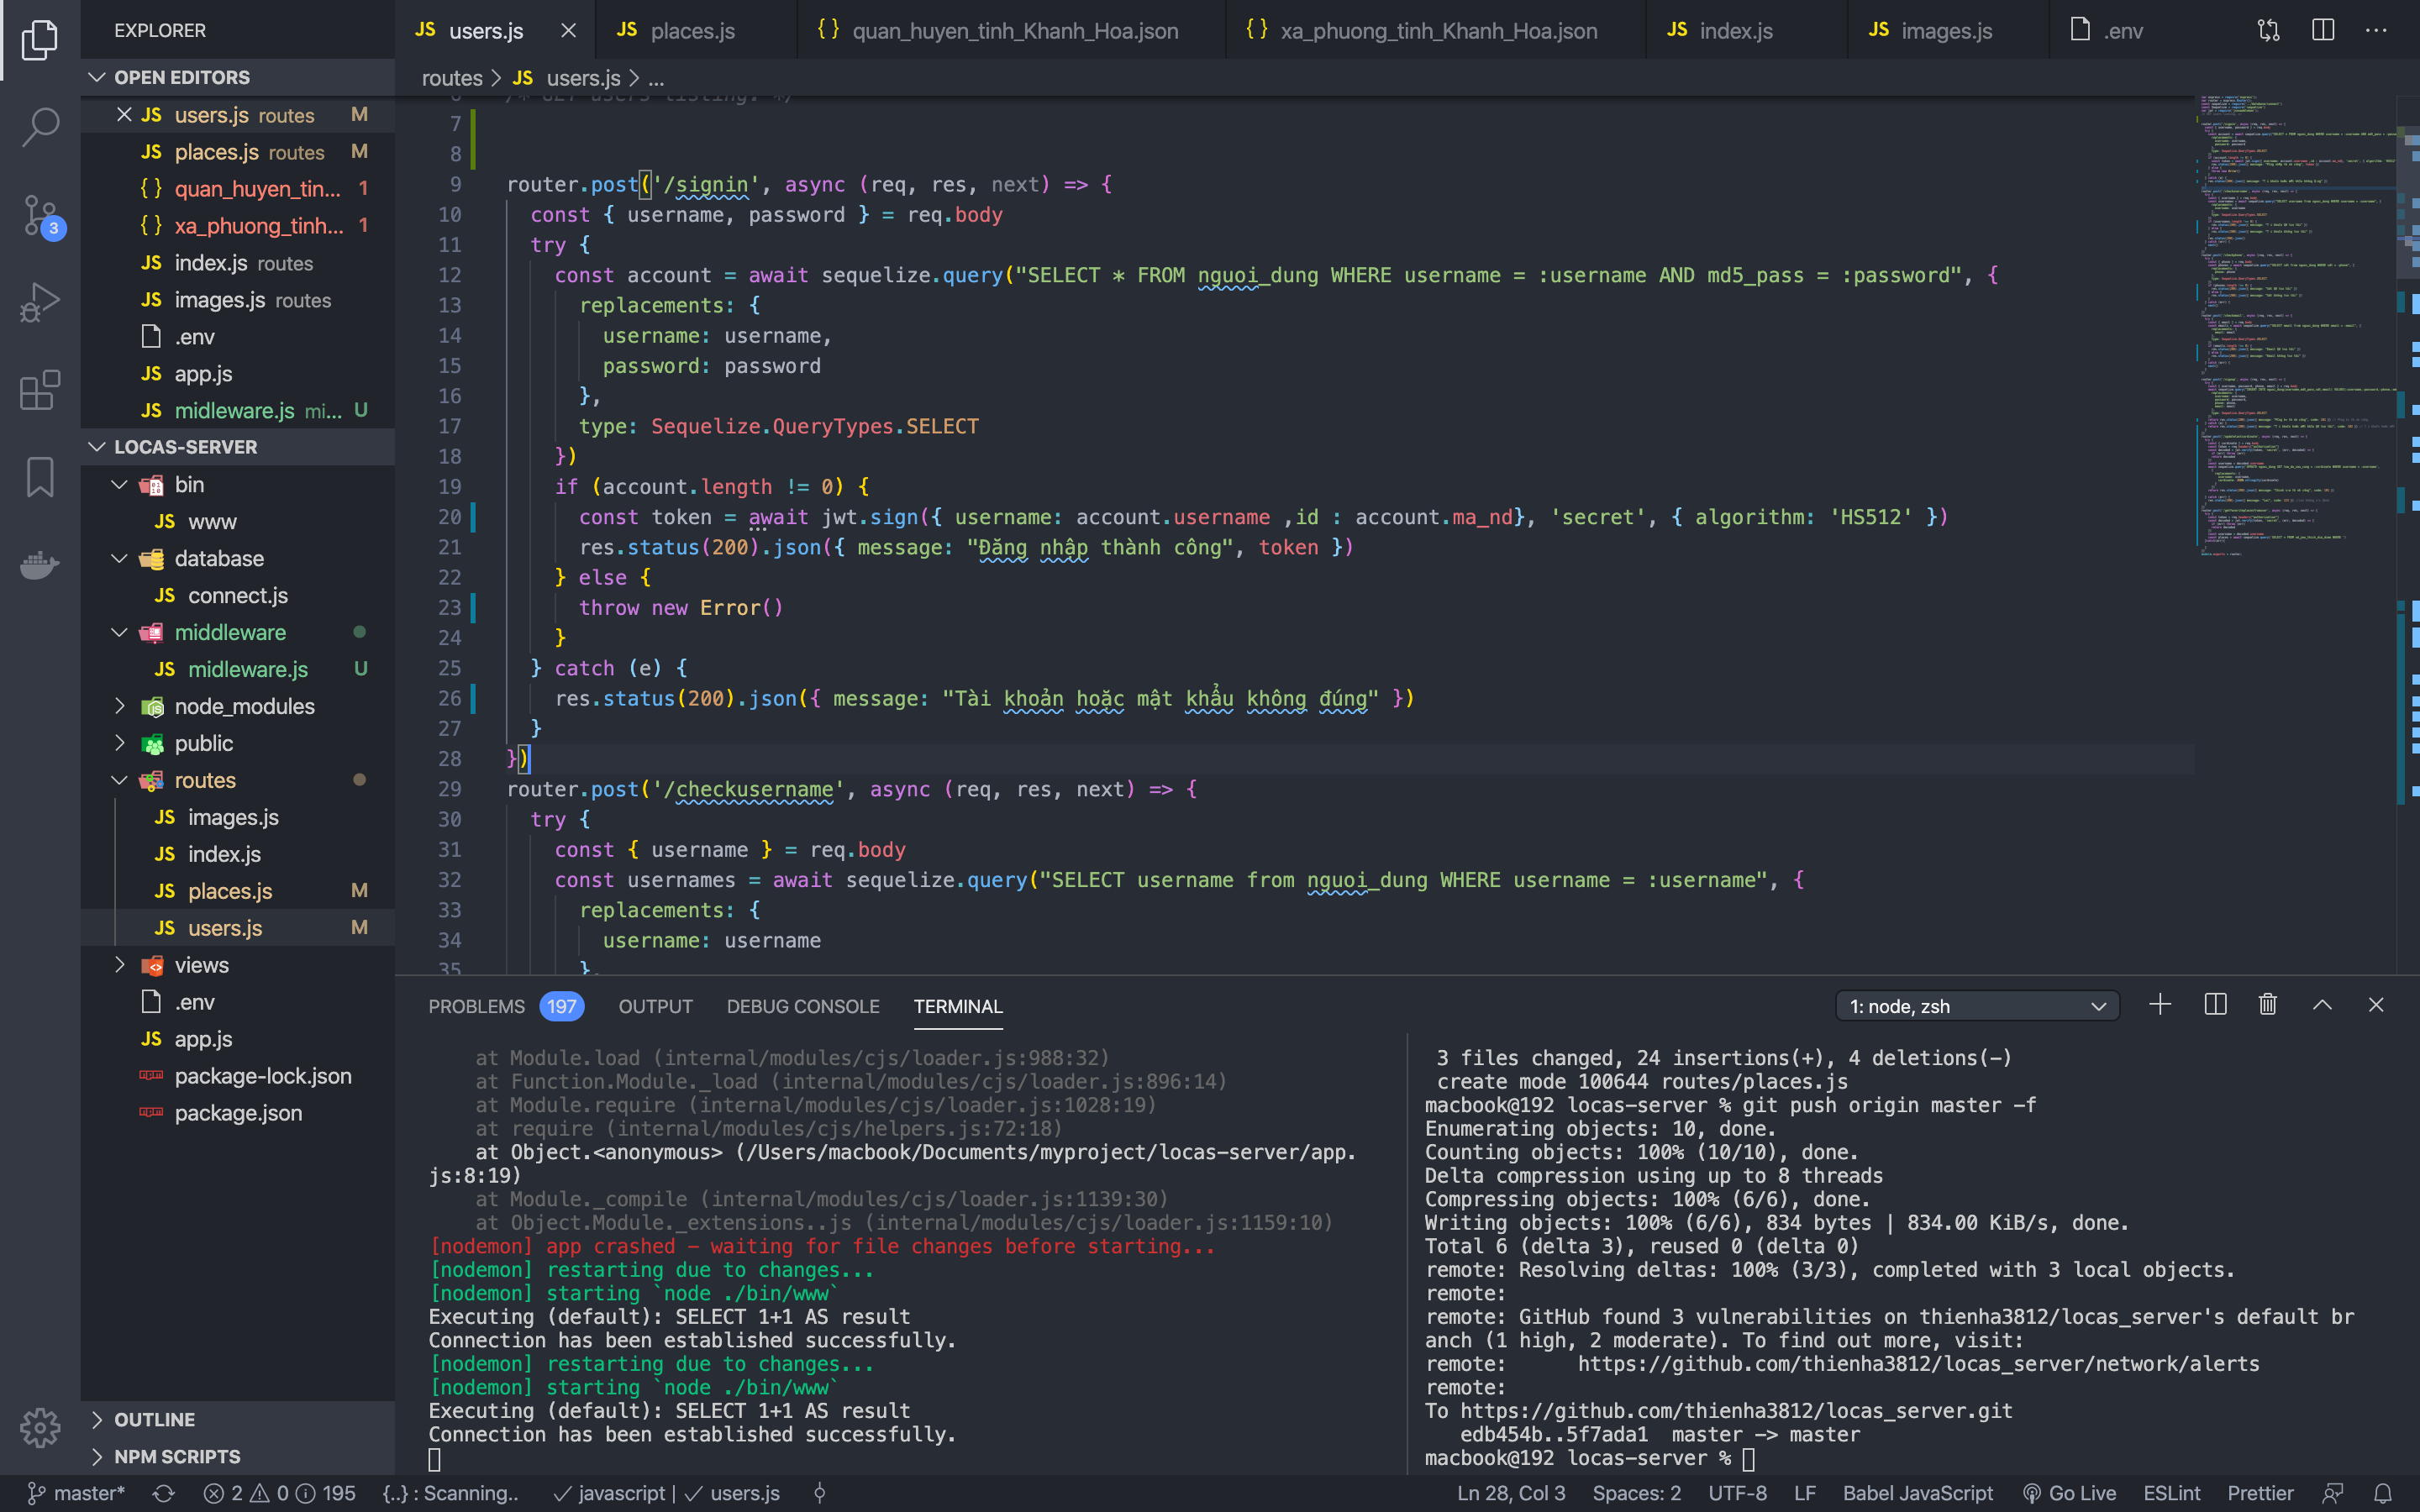 EXPLORER
OPEN EDITORS
users.js routes M
places.js routes M
quan_huyen_tin... 1
xa_phuong_tinh... 1
index.js routes
images.js routes
.env
app.js
midleware.js mi... U
LOCAS-SERVER
bin
www
database
connect.js
middleware
midleware.js U
node_modules
public
routes
images.js
index.js
places.js M
users.js M
views
.env
app.js
package-lock.json
package.json
OUTLINE
NPM SCRIPTS
3
users.js
places.js
quan_huyen_tinh_Khanh_Hoa.json
xa_phuong_tinh_Khanh_Hoa.json
index.js
images.js
.env
routes > JS users.js > ...
6 /* GET users listing. */
7
8
9 router.post('/signin', async (req, res, next) => {
10 const { username, password } = req.body
11 try {
12 const account = await sequelize.query("SELECT * FROM nguoi_dung WHERE username = :username AND md5_pass = :password", {
13 replacements: {
14 username: username,
15 password: password
16 },
17 type: Sequelize.QueryTypes.SELECT
18 })
19 if (account.length != 0) {
20 const token = await jwt.sign({ username: account.username ,id : account.ma_nd}, 'secret', { algorithm: 'HS512' })
21 res.status(200).json({ message: "Đăng nhập thành công", token })
22 } else {
23 throw new Error()
24 }
25 } catch (e) {
26 res.status(200).json({ message: "Tài khoản hoặc mật khẩu không đúng" })
27 }
28 })
29 router.post('/checkusername', async (req, res, next) => {
30 try {
31 const { username } = req.body
32 const usernames = await sequelize.query("SELECT username from nguoi_dung WHERE username = :username", {
33 replacements: {
34 username: username
35 },
PROBLEMS 197 OUTPUT DEBUG CONSOLE TERMINAL 1: node, zsh
at Module.load (internal/modules/cjs/loader.js:988:32)
at Function.Module._load (internal/modules/cjs/loader.js:896:14)
at Module.require (internal/modules/cjs/loader.js:1028:19)
at require (internal/modules/cjs/helpers.js:72:18)
at Object.<anonymous> (/Users/macbook/Documents/myproject/locas-server/app.
js:8:19)
at Module._compile (internal/modules/cjs/loader.js:1139:30)
at Object.Module._extensions..js (internal/modules/cjs/loader.js:1159:10)
[nodemon] app crashed - waiting for file changes before starting...
[nodemon] restarting due to changes...
[nodemon] starting `node ./bin/www`
Executing (default): SELECT 1+1 AS result
Connection has been established successfully.
[nodemon] restarting due to changes...
[nodemon] starting `node ./bin/www`
Executing (default): SELECT 1+1 AS result
Connection has been established successfully.
3 files changed, 24 insertions(+), 4 deletions(-)
create mode 100644 routes/places.js
macbook@192 locas-server % git push origin master -f
Enumerating objects: 10, done.
Counting objects: 100% (10/10), done.
Delta compression using up to 8 threads
Compressing objects: 100% (6/6), done.
Writing objects: 100% (6/6), 834 bytes | 834.00 KiB/s, done.
Total 6 (delta 3), reused 0 (delta 0)
remote: Resolving deltas: 100% (3/3), completed with 3 local objects.
remote:
remote: GitHub found 3 vulnerabilities on thienha3812/locas_server's default br
anch (1 high, 2 moderate). To find out more, visit:
remote: https://github.com/thienha3812/locas_server/network/alerts
remote:
To https://github.com/thienha3812/locas_server.git
edb454b..5f7ada1 master -> master
macbook@192 locas-server %
master* 2 0 195 {..} : Scanning.. javascript | users.js Ln 28, Col 3 Spaces: 2 UTF-8 LF Babel JavaScript Go Live ESLint Prettier